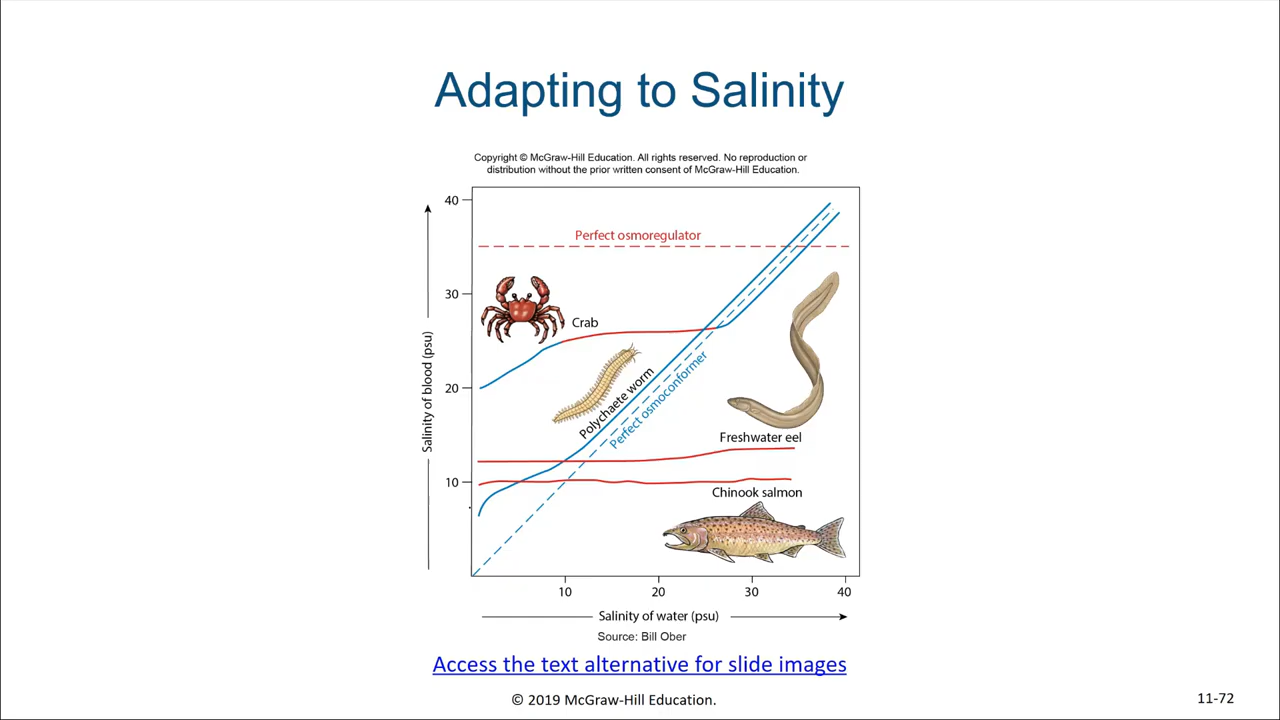 Adapting to Salinity
Copyright © McGraw-Hill Education. All rights reserved. No reproduction or
distribution without the prior written consent of McGraw-Hill Education.
40
Perfect osmoregulator
30
Crab
Salinity of blood (psu)
20
Polychaete worm
Perfect osmoconformer
Freshwater eel
10
Chinook salmon
10 20 30 40
Salinity of water (psu)
Source: Bill Ober
Access the text alternative for slide images
© 2019 McGraw-Hill Education.
11-72